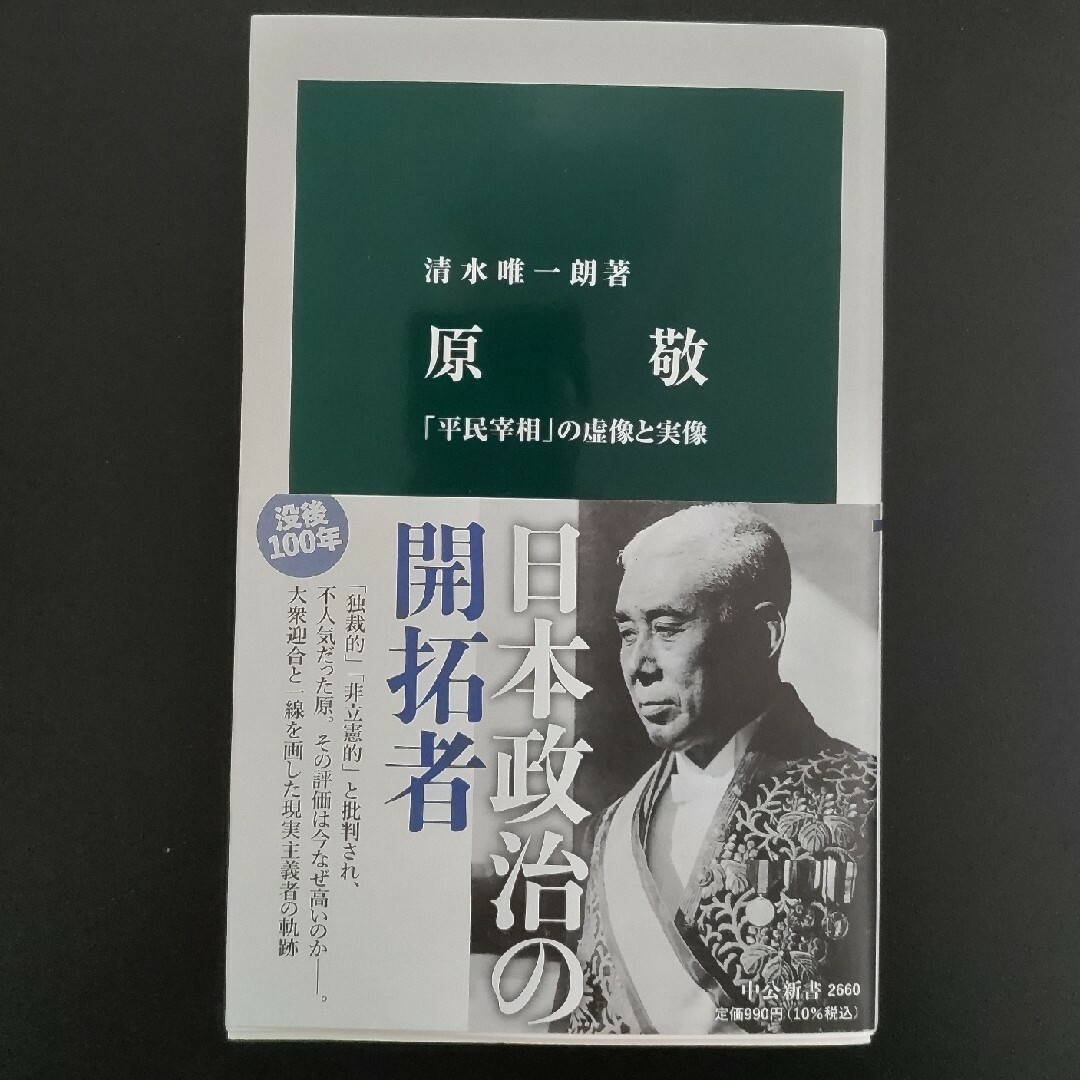 清水唯一朗著
原 敬
「平民宰相」の虚像と実像
没後
100年
日本政治の
開拓者
「独裁的」「非立憲的」と批判され、
不人気だった原。その評価は今なぜ高いのか――。
大衆迎合と一線を画した現実主義者の軌跡
中公新書 2660
定価990円(10%税込)